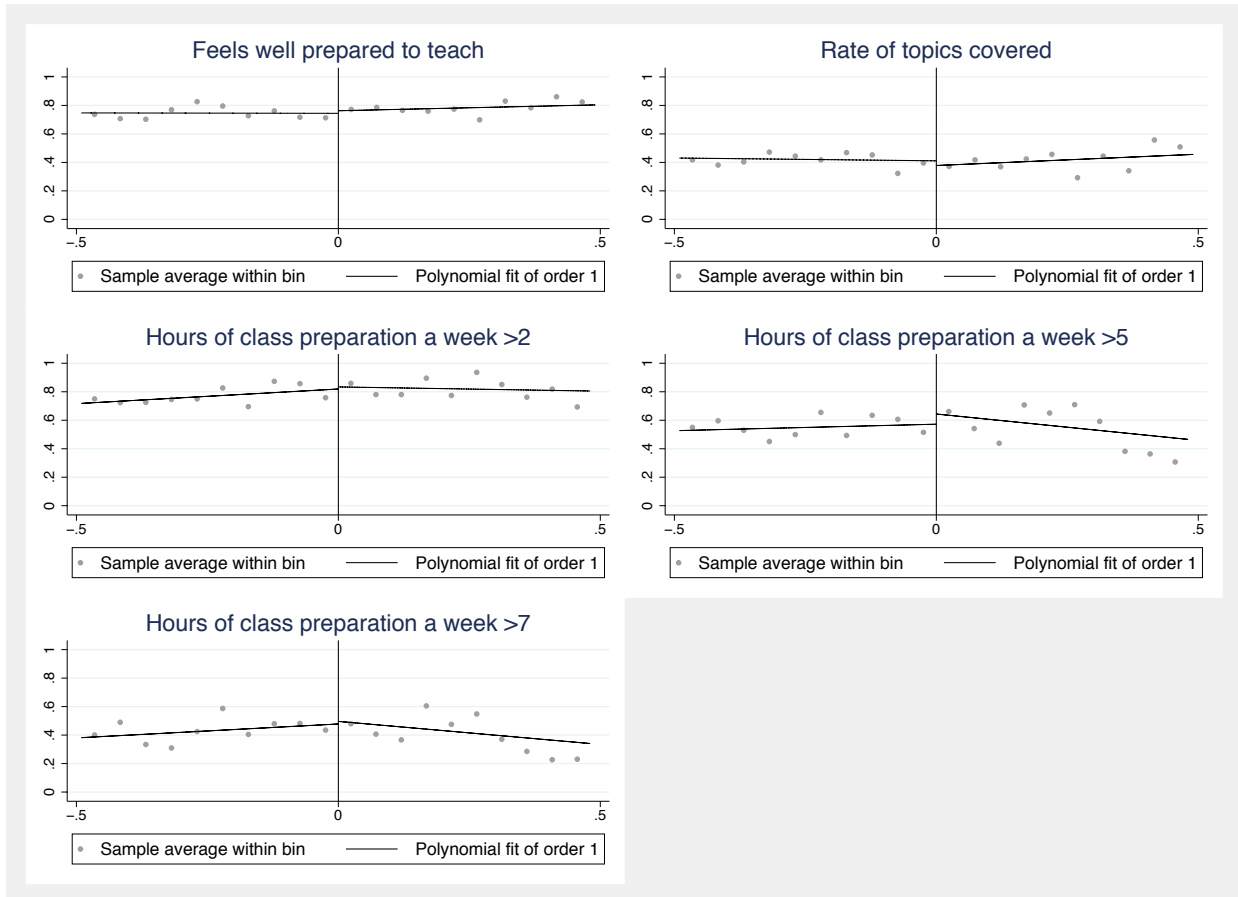 Feels well prepared to teach
1
.8
.6
.4
.2
0
−.5 0 .5
Sample average within bin Polynomial fit of order 1
Rate of topics covered
1
.8
.6
.4
.2
0
−.5 0 .5
Sample average within bin Polynomial fit of order 1
Hours of class preparation a week >2
1
.8
.6
.4
.2
0
−.5 0 .5
Sample average within bin Polynomial fit of order 1
Hours of class preparation a week >5
1
.8
.6
.4
.2
0
−.5 0 .5
Sample average within bin Polynomial fit of order 1
Hours of class preparation a week >7
1
.8
.6
.4
.2
0
−.5 0 .5
Sample average within bin Polynomial fit of order 1